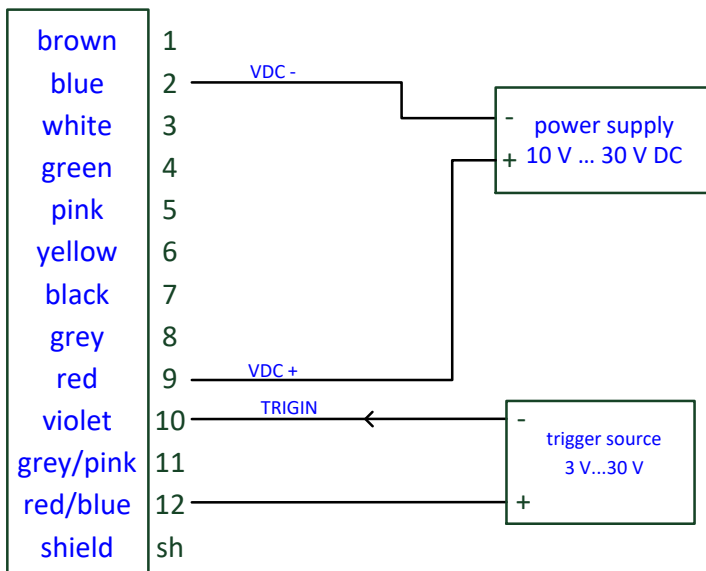 brown 1
blue 2 VDC -
white 3
green 4
pink 5
yellow 6
black 7
grey 8
red 9 VDC +
violet 10 TRIGIN
grey/pink 11
red/blue 12
shield sh
- power supply
+ 10 V ... 30 V DC
-
trigger source
3 V...30 V
+